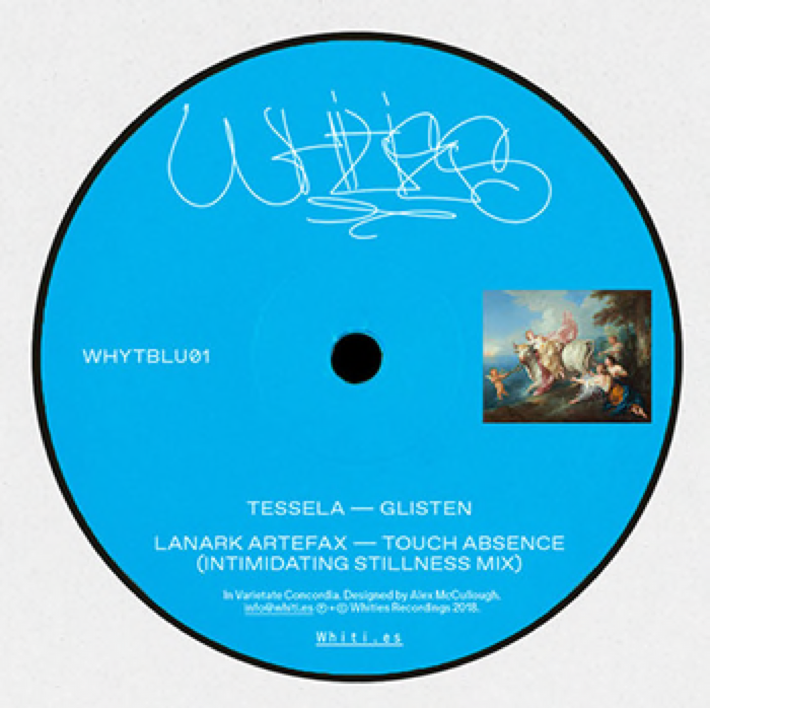 WHITIES
WHYTBLU01
TESSELA — GLISTEN
LANARK ARTEFAX — TOUCH ABSENCE
(INTIMIDATING STILLNESS MIX)
In Varietate Concordia. Designed by Alex McCullough.
info@whiti.es ℗+© Whities Recordings 2018.
Whiti.es